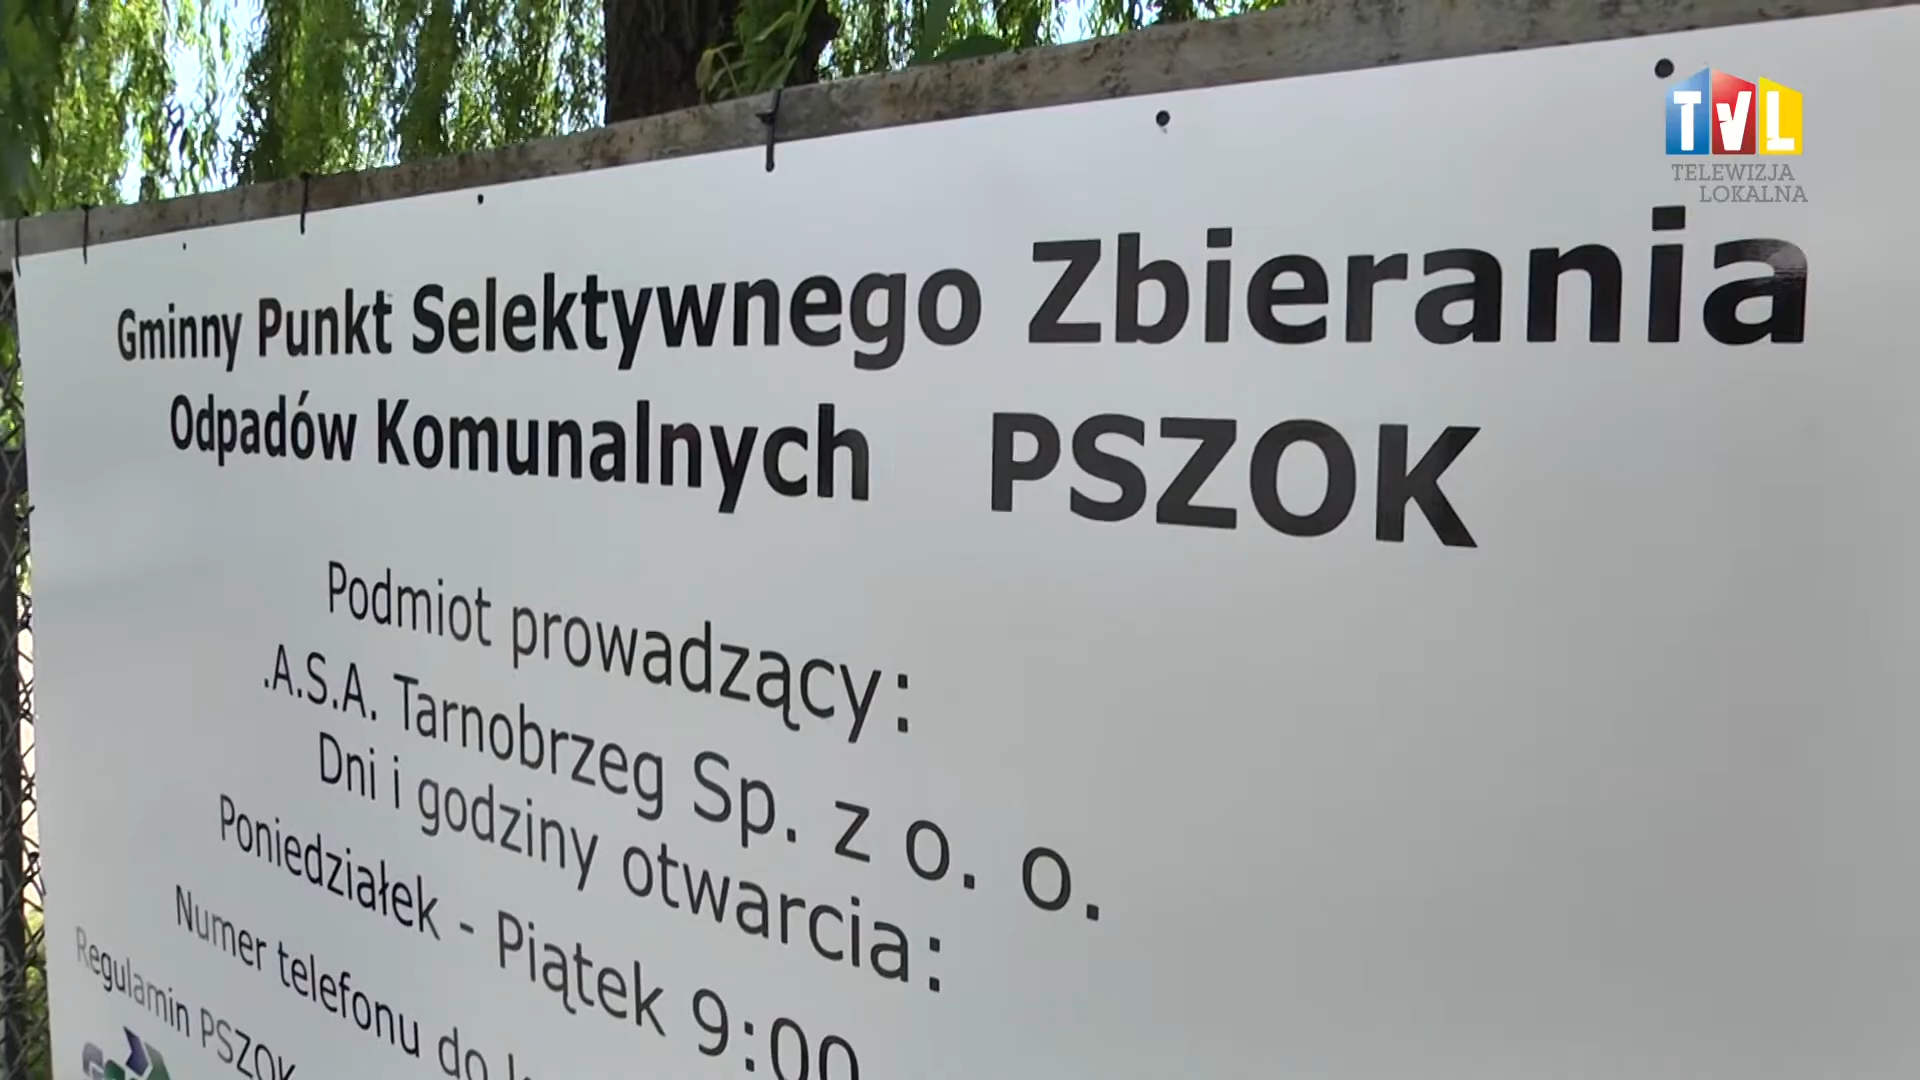 TVL
TELEWIZJA
LOKALNA
Gminny Punkt Selektywnego Zbierania
Odpadów Komunalnych PSZOK
Podmiot prowadzący:
.A.S.A. Tarnobrzeg Sp. z o. o.
Dni i godziny otwarcia:
Poniedziałek - Piątek 9:00
Numer telefonu do
Regulamin PSZOK